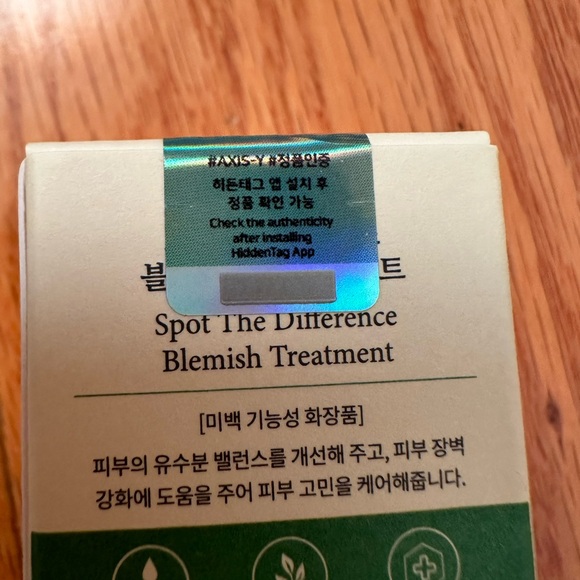 #AXIS-Y #정품인증
히든태그 앱 설치 후
정품 확인 가능
Check the authenticity
after installing
HiddenTag App
Spot The Difference
Blemish Treatment
[미백 기능성 화장품]
피부의 유수분 밸런스를 개선해 주고, 피부 장벽
강화에 도움을 주어 피부 고민을 케어해줍니다.